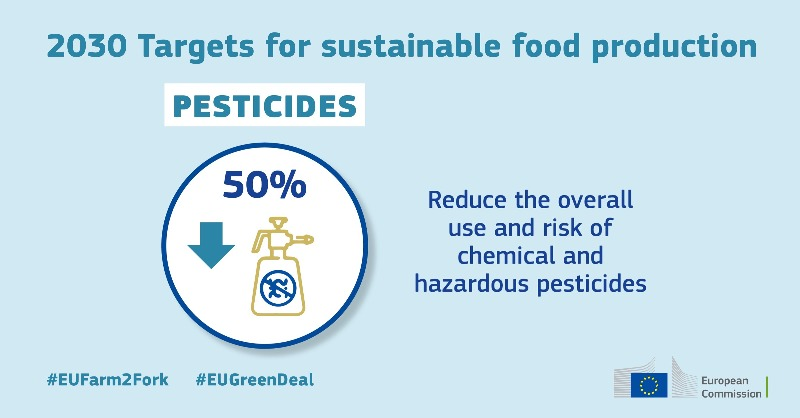 2030 Targets for sustainable food production
PESTICIDES
50%
Reduce the overall
use and risk of
chemical and
hazardous pesticides
#EUFarm2Fork #EUGreenDeal
European
Commission